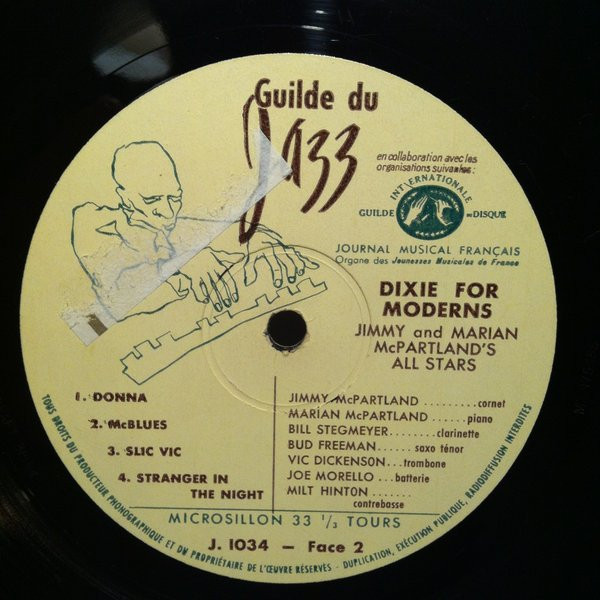 Guilde du
Jazz
en collaboration avec les
organisations suivantes:
INTERNATIONALE
GUILDE DU DISQUE
JOURNAL MUSICAL FRANÇAIS
Organe des Jeunesses Musicales de France
DIXIE FOR
MODERNS
JIMMY and MARIAN
McPARTLAND'S
ALL STARS
1. DONNA
2. McBLUES
3. SLIC VIC
4. STRANGER IN
THE NIGHT
JIMMY McPARTLAND .........cornet
MARIAN McPARTLAND ......piano
BILL STEGMEYER........clarinette
BUD FREEMAN......saxo ténor
VIC DICKENSON...trombone
JOE MORELLO ...batterie
MILT HINTON .......
contrebasse
MICROSILLON 33 1/3 TOURS
J. 1034 – Face 2
TOUS DROITS DU PRODUCTEUR PHONOGRAPHIQUE ET DU PROPRIÉTAIRE DE L'ŒUVRE RÉSERVÉS - DUPLICATION, EXÉCUTION PUBLIQUE, RADIODIFFUSION INTERDITES